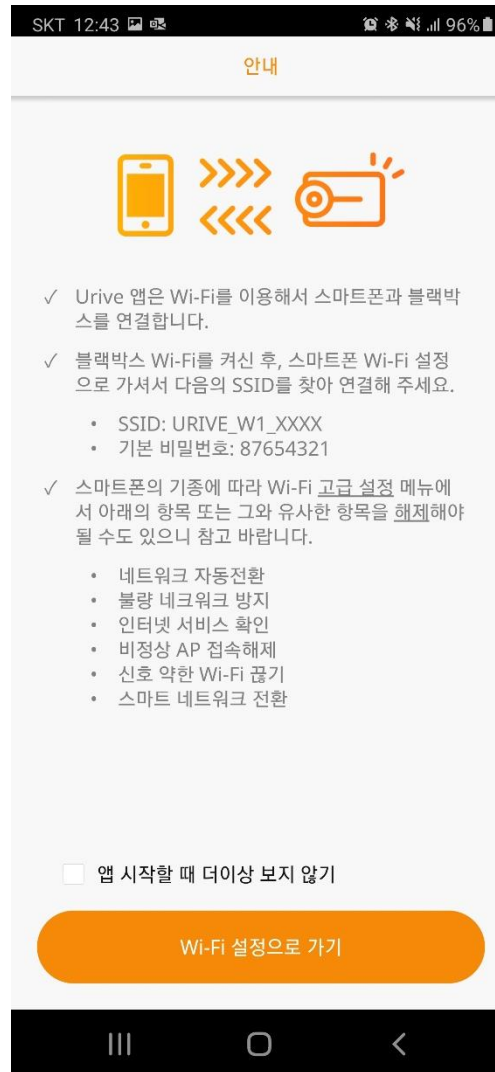 SKT 12:43 96%
안내
✓ Urive 앱은 Wi-Fi를 이용해서 스마트폰과 블랙박
스를 연결합니다.
✓ 블랙박스 Wi-Fi를 켜신 후, 스마트폰 Wi-Fi 설정
으로 가셔서 다음의 SSID를 찾아 연결해 주세요.
• SSID: URIVE_W1_XXXX
• 기본 비밀번호: 87654321
✓ 스마트폰의 기종에 따라 Wi-Fi 고급 설정 메뉴에
서 아래의 항목 또는 그와 유사한 항목을 해제해야
될 수도 있으니 참고 바랍니다.
• 네트워크 자동전환
• 불량 네크워크 방지
• 인터넷 서비스 확인
• 비정상 AP 접속해제
• 신호 약한 Wi-Fi 끊기
• 스마트 네트워크 전환
앱 시작할 때 더이상 보지 않기
Wi-Fi 설정으로 가기